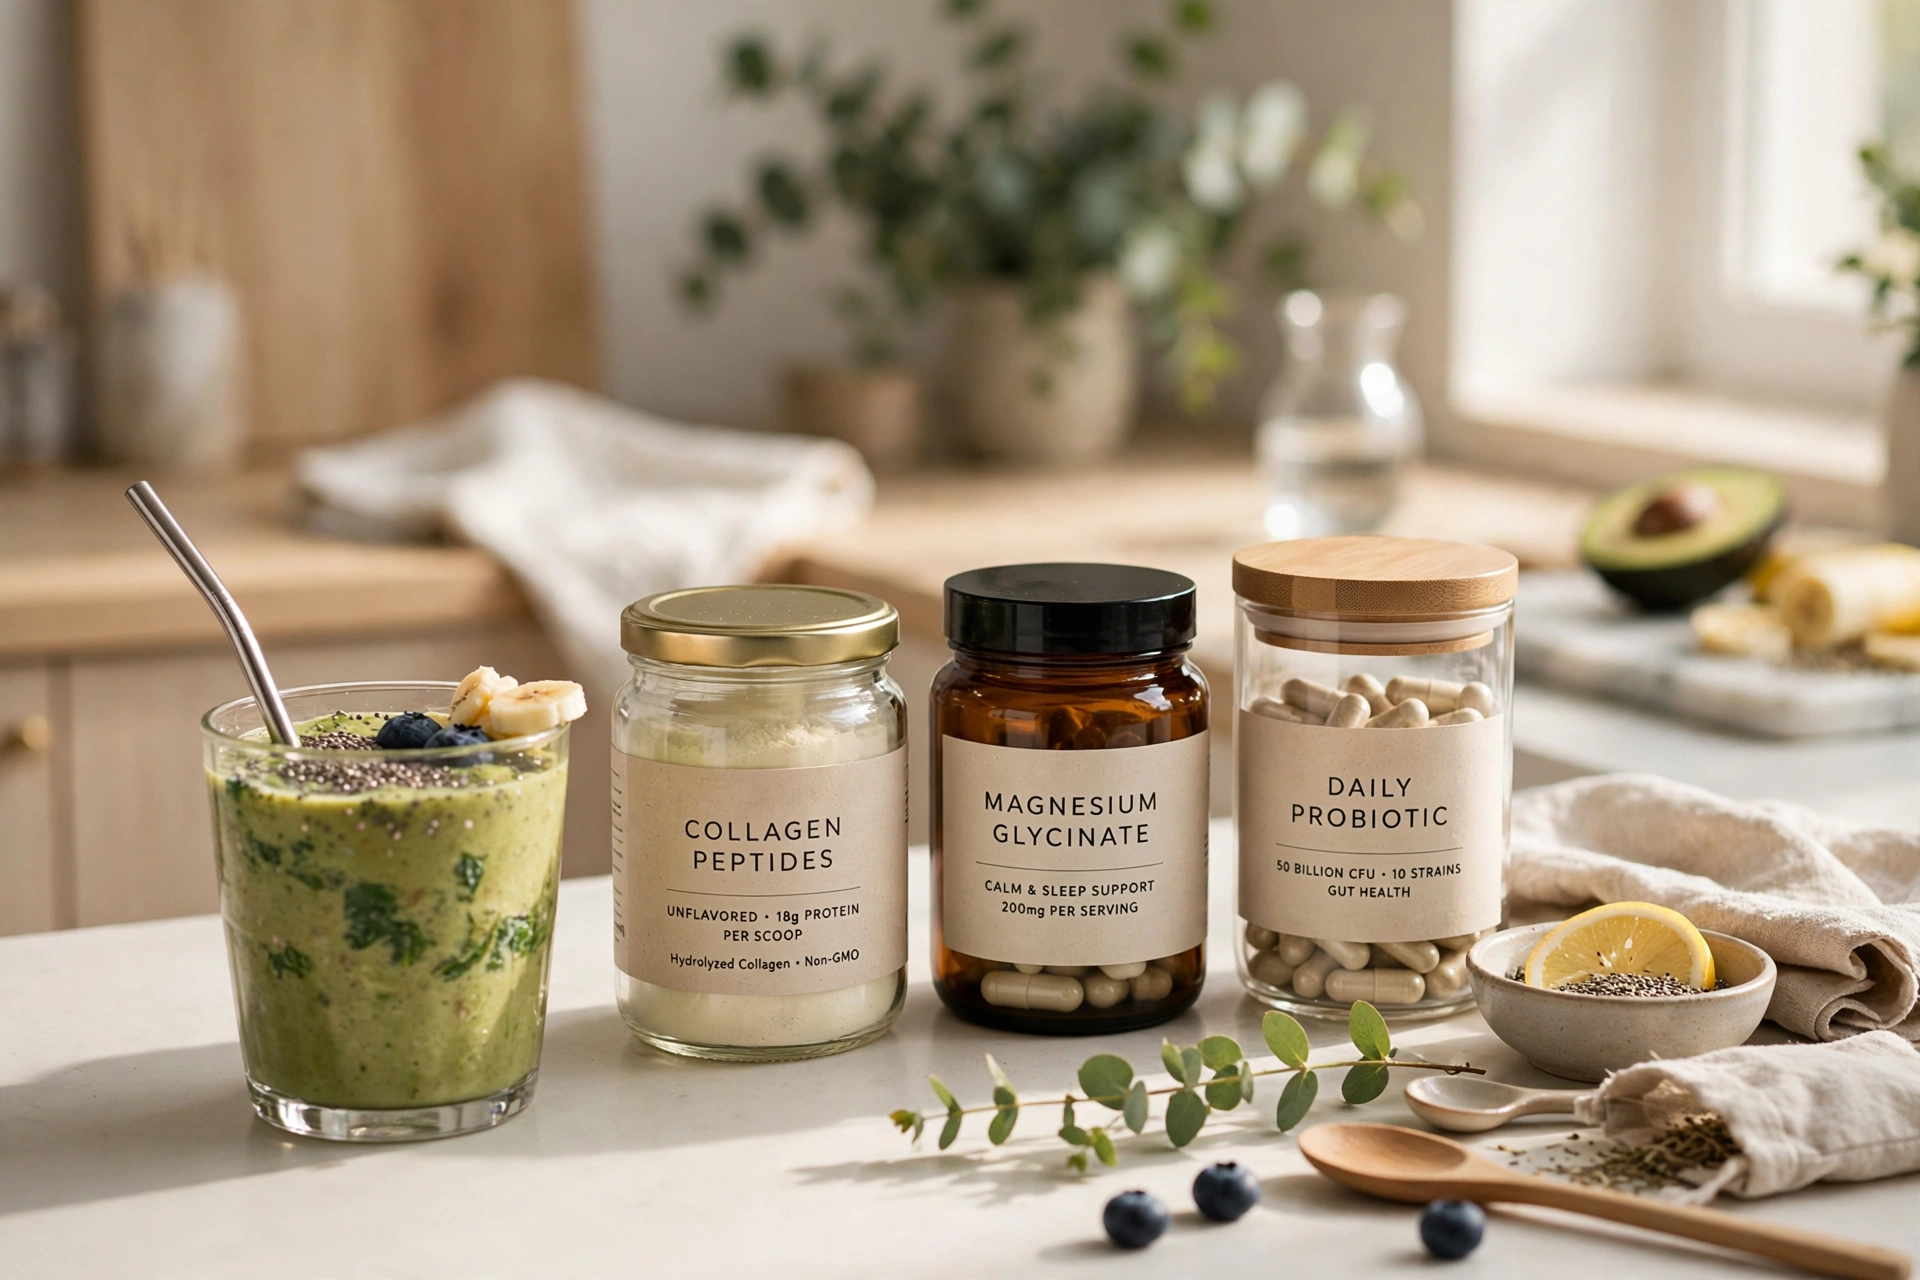 COLLAGEN
PEPTIDES
UNFLAVORED • 18g PROTEIN
PER SCOOP
Hydrolyzed Collagen • Non-GMO
MAGNESIUM
GLYCINATE
CALM & SLEEP SUPPORT
200mg PER SERVING
DAILY
PROBIOTIC
50 BILLION CFU • 10 STRAINS
GUT HEALTH